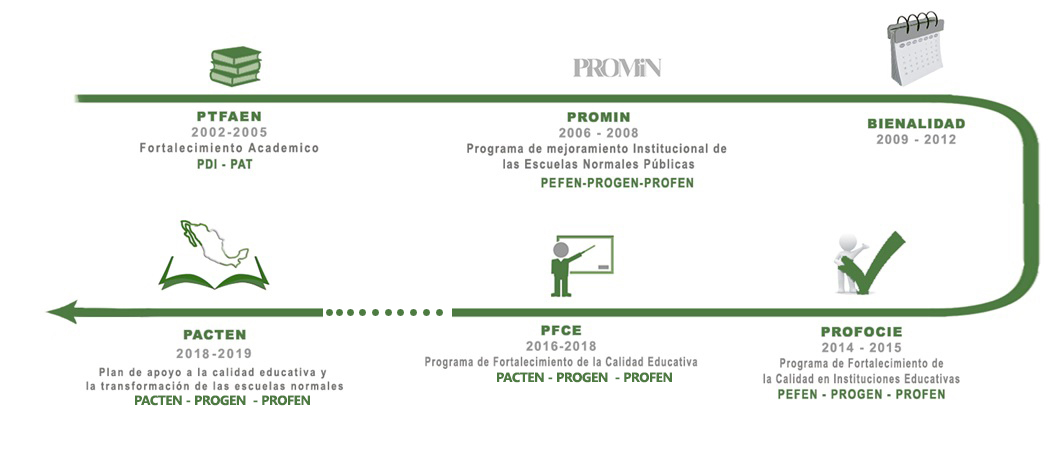 PROMiN
PTFAEN
2002-2005
Fortalecimiento Academico
PDI - PAT
PROMIN
2006 - 2008
Programa de mejoramiento Institucional de
las Escuelas Normales Públicas
PEFEN-PROGEN-PROFEN
BIENALIDAD
2009 - 2012
PACTEN
2018-2019
Plan de apoyo a la calidad educativa y
la transformación de las escuelas normales
PACTEN - PROGEN - PROFEN
PFCE
2016-2018
Programa de Fortalecimiento de la Calidad Educativa
PACTEN - PROGEN - PROFEN
PROFOCIE
2014 - 2015
Programa de Fortalecimiento de
la Calidad en Instituciones Educativas
PEFEN - PROGEN - PROFEN